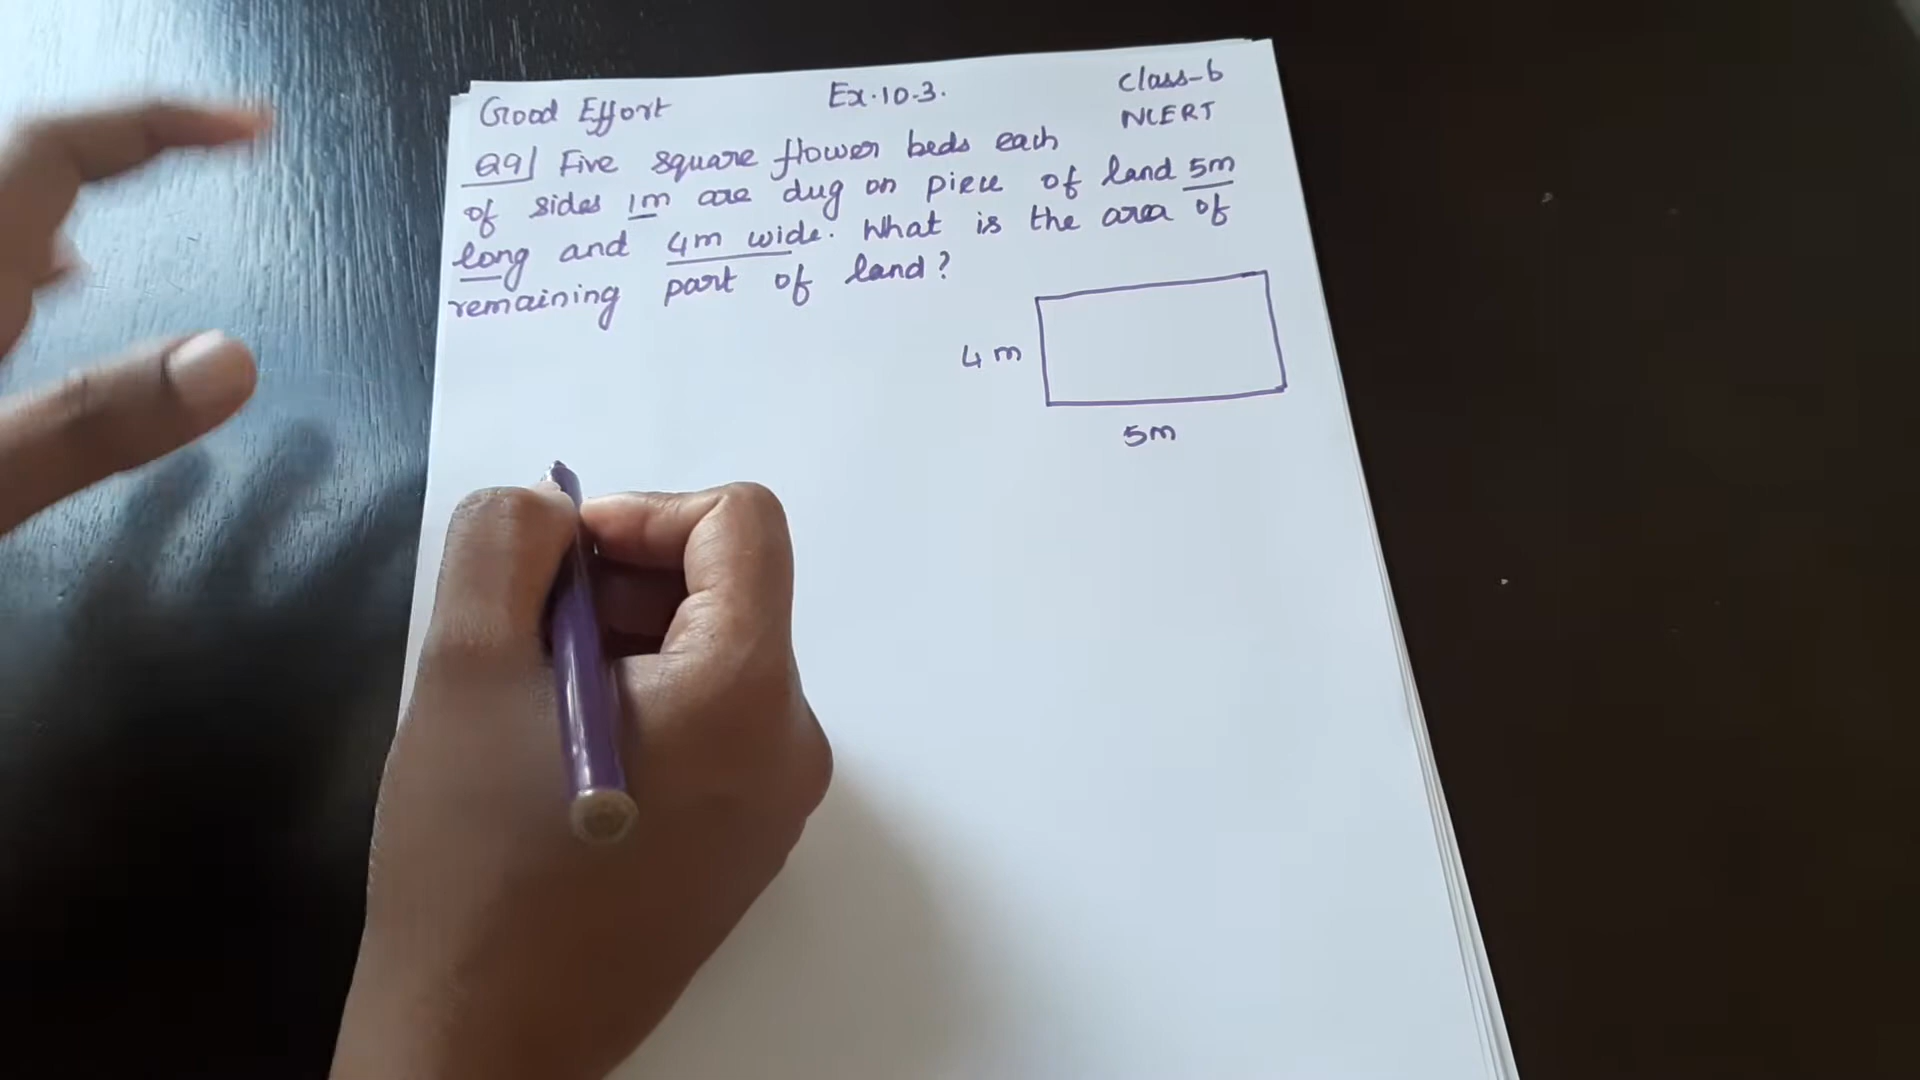 Good Effort Ex.10.3. Class-6
NCERT
Q9| Five square flower beds each
of sides 1m are dug on piece of land 5m
long and 4m wide. What is the area of
remaining part of land?
4 m
5m